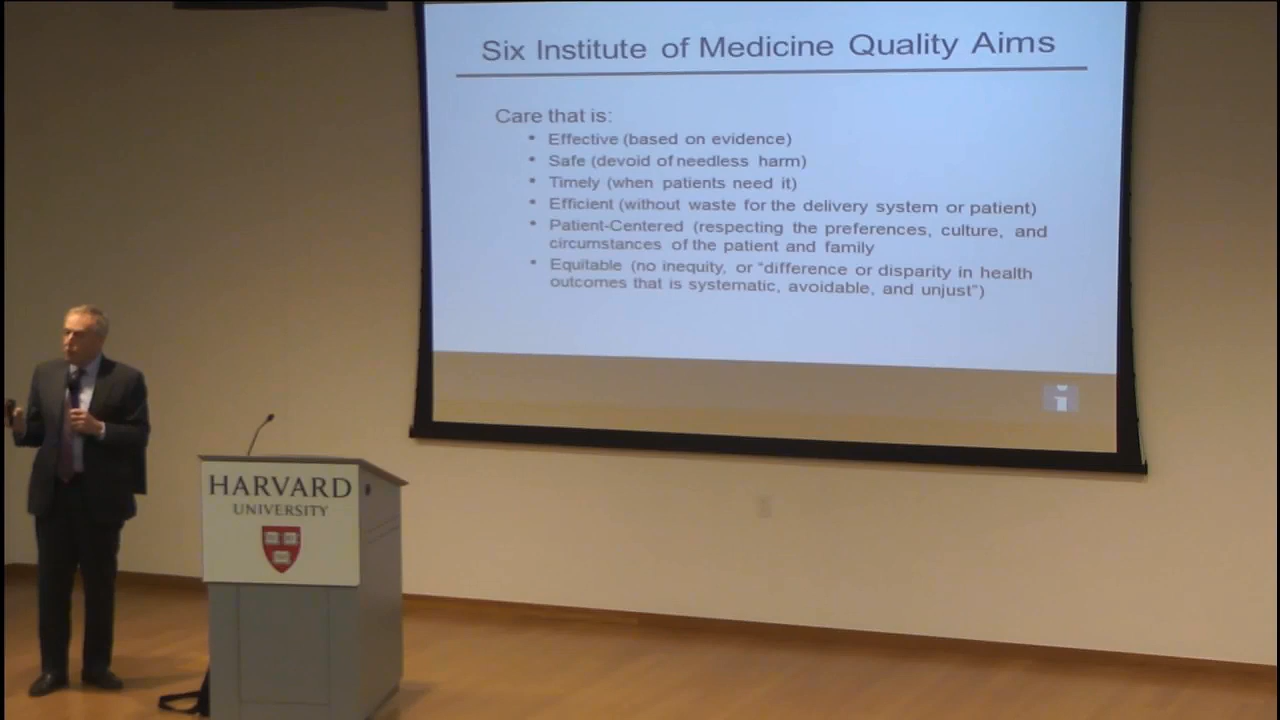 Six Institute of Medicine Quality Aims
Care that is:
• Effective (based on evidence)
• Safe (devoid of needless harm)
• Timely (when patients need it)
• Efficient (without waste for the delivery system or patient)
• Patient-Centered (respecting the preferences, culture, and
circumstances of the patient and family
• Equitable (no inequity, or “difference or disparity in health
outcomes that is systematic, avoidable, and unjust”)
HARVARD
UNIVERSITY